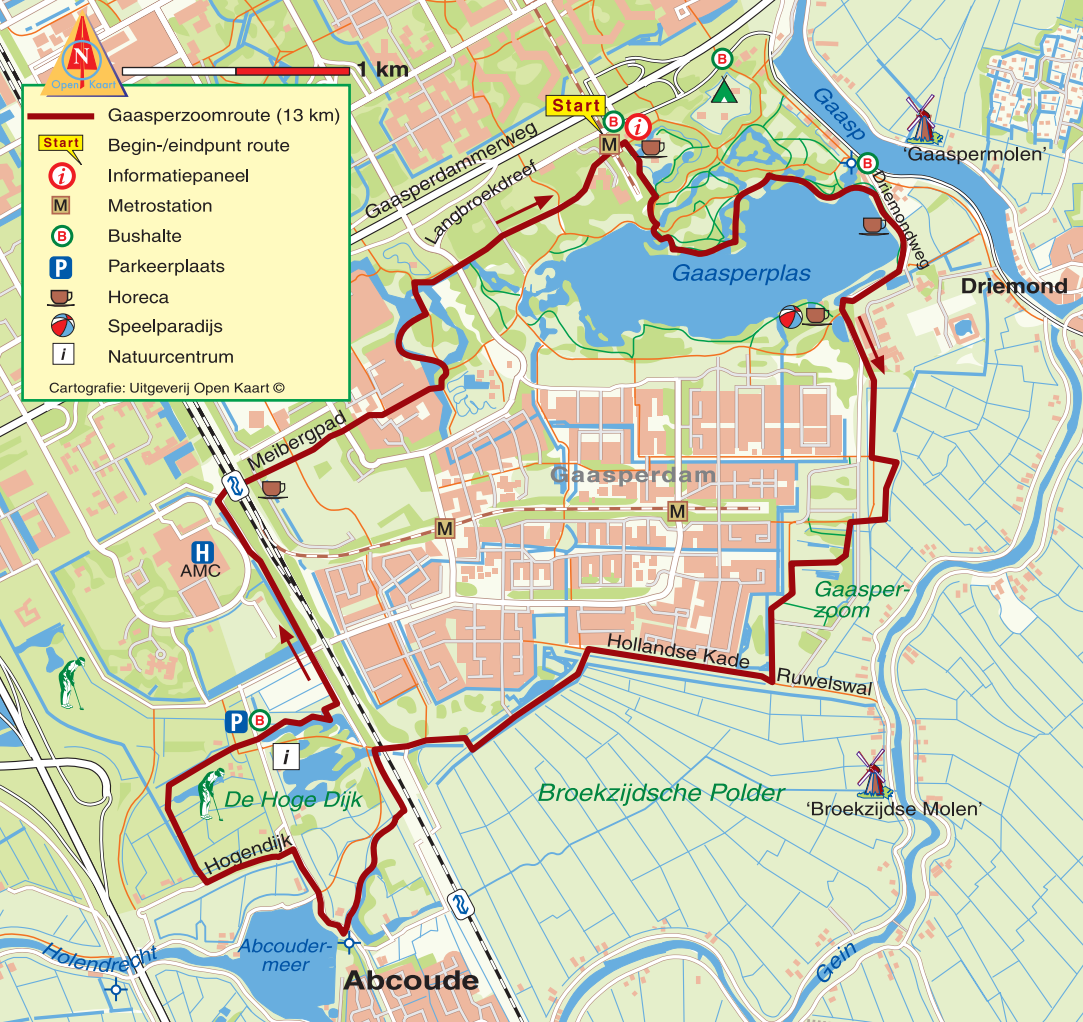 N
Open Kaart
1 km
Gaasperzoomroute (13 km)
Start
Begin-/eindpunt route
i
Informatiepaneel
M
Metrostation
B
Bushalte
P
Parkeerplaats
Horeca
Speelparadijs
i
Natuurcentrum
Cartografie: Uitgeverij Open Kaart ©
B
Start
B
i
M
Gaasp
'Gaaspermolen'
Gaasperdammerweg
Langbroekdreef
B
Driemondweg
Gaasperplas
Driemond
Meibergpad
Gaasperdam
M
M
H
AMC
Gaasper-
zoom
Hollandse Kade
Ruwelswal
P
B
i
De Hoge Dijk
Broekzijdsche Polder
'Broekzijdse Molen'
Hogendijk
Holendrecht
Abcouder-
meer
Abcoude
Gein